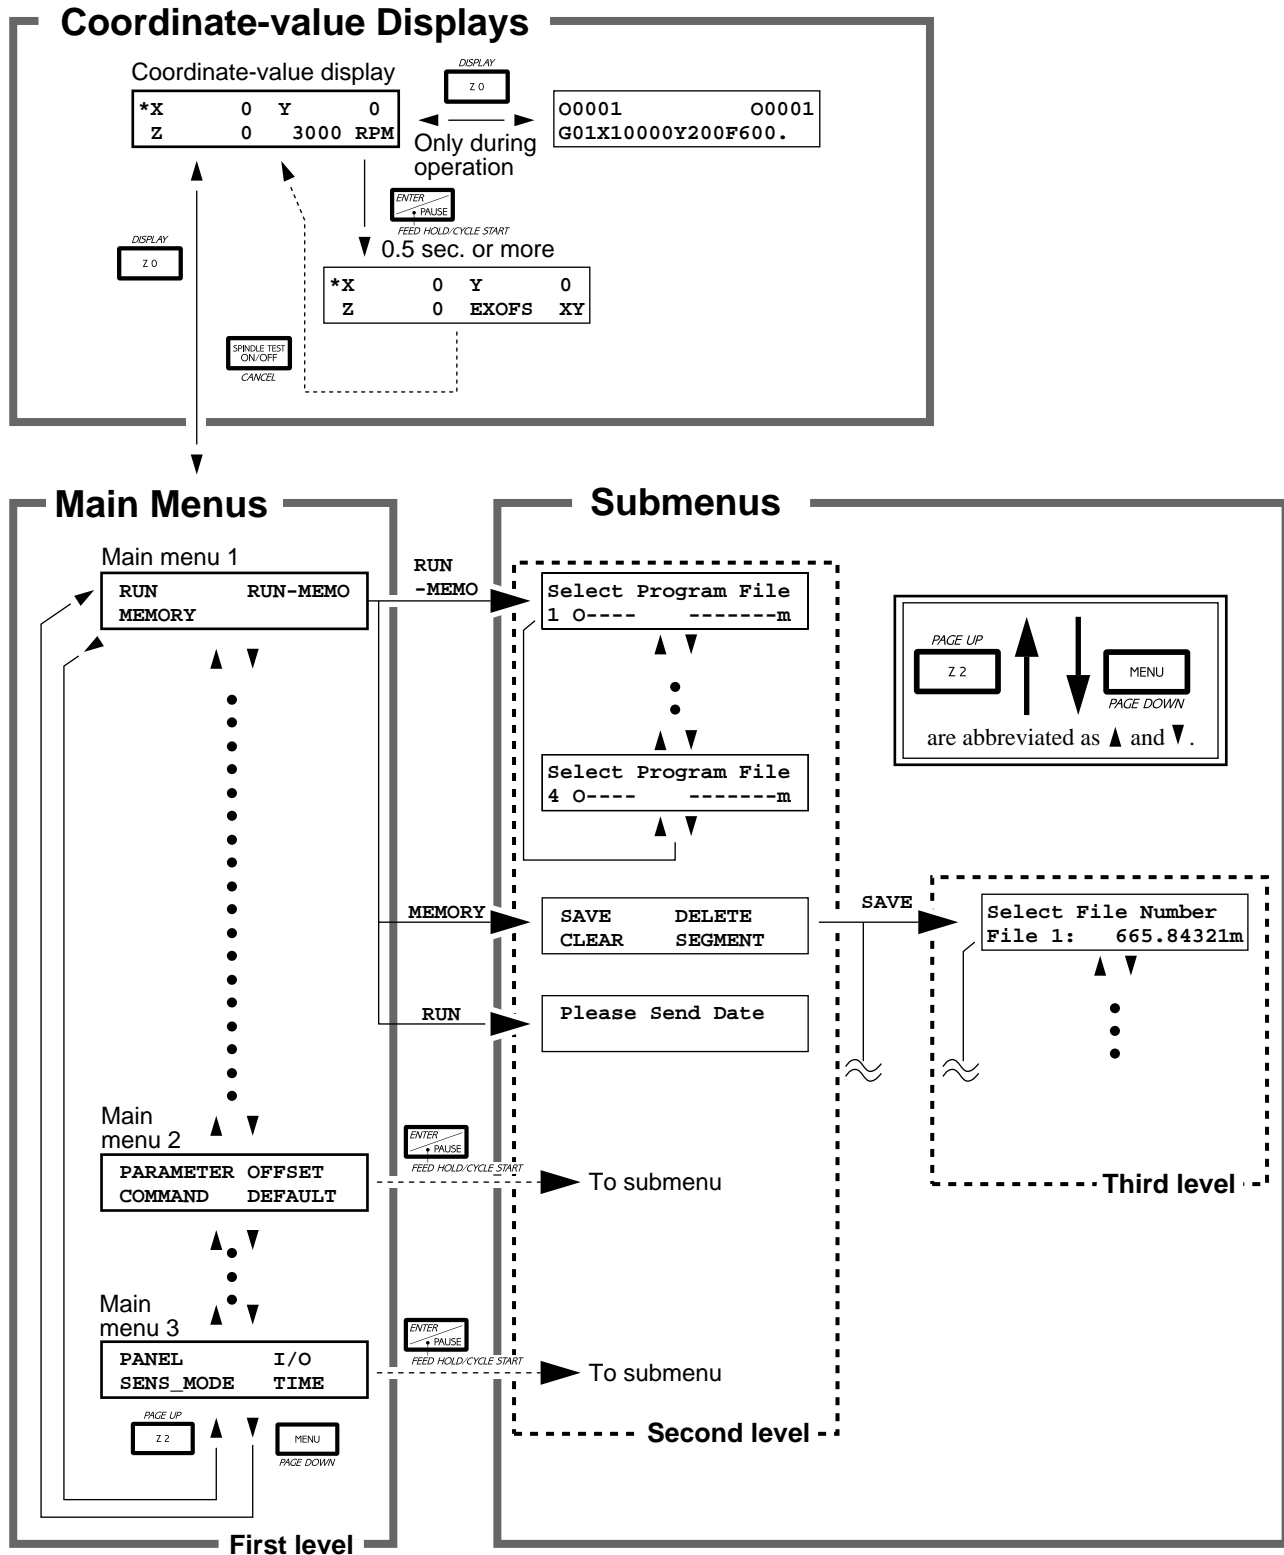 Coordinate-value Displays
Coordinate-value display
*X 0 Y 0
Z 0 3000 RPM
DISPLAY
Z 0
Only during
operation
O0001 O0001
G01X10000Y200F600.
ENTER
PAUSE
FEED HOLD/CYCLE START
0.5 sec. or more
DISPLAY
Z 0
*X 0 Y 0
Z 0 EXOFS XY
SPINDLE TEST
ON/OFF
CANCEL
Main Menus
Main menu 1
RUN RUN-MEMO
MEMORY
Main
menu 2
PARAMETER OFFSET
COMMAND DEFAULT
Main
menu 3
PANEL I/O
SENS_MODE TIME
PAGE UP
Z 2
MENU
PAGE DOWN
First level
Submenus
RUN
-MEMO
Select Program File
1 O---- -------m
Select Program File
4 O---- -------m
MEMORY
SAVE DELETE
CLEAR SEGMENT
RUN
Please Send Date
ENTER
PAUSE
FEED HOLD/CYCLE START
To submenu
ENTER
PAUSE
FEED HOLD/CYCLE START
To submenu
Second level
PAGE UP
Z 2
MENU
PAGE DOWN
are abbreviated as ▲ and ▼.
SAVE
Select File Number
File 1: 665.84321m
Third level